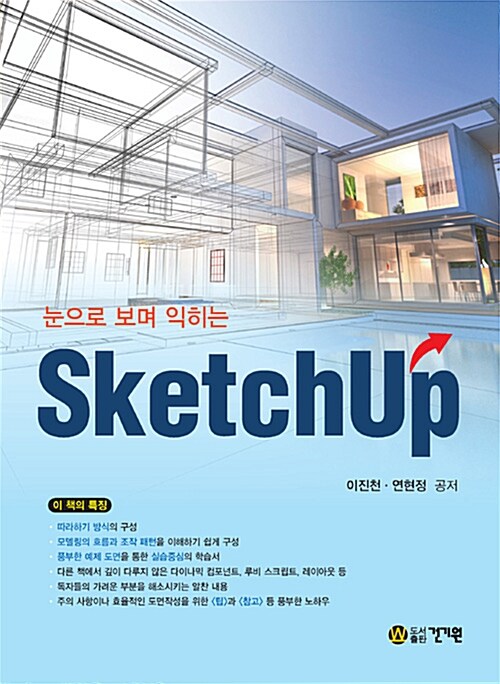 눈으로 보며 익히는
SketchUp
이진천 · 연현정 공저
이 책의 특징
· 따라하기 방식의 구성
· 모델링의 흐름과 조작 패턴을 이해하기 쉽게 구성
· 풍부한 예제 도면을 통한 실습중심의 학습서
· 다른 책에서 깊이 다루지 않은 다이나믹 컴포넌트, 루비 스크립트, 레이아웃 등
독자들의 가려운 부분을 해소시키는 알찬 내용
· 주의 사항이나 효율적인 도면작성을 위한 <팁>과 <참고> 등 풍부한 노하우
W 도서출판 건기원